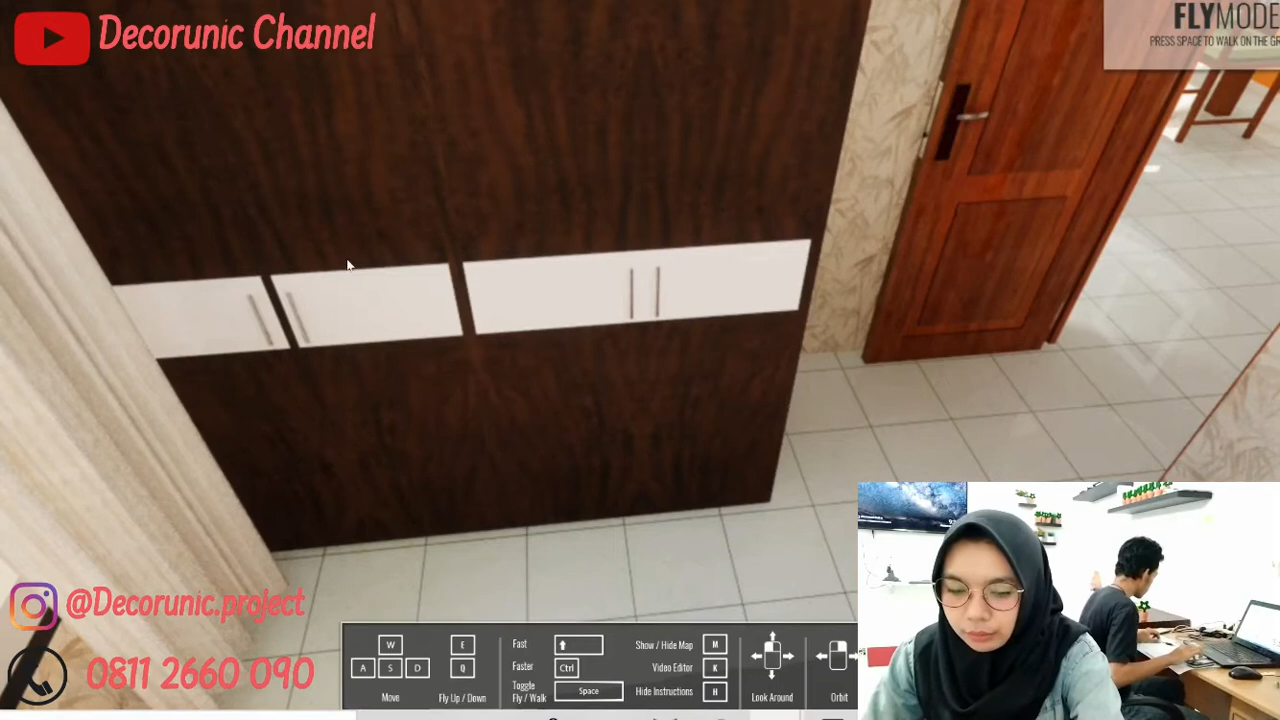 Decorunic Channel
FLYMODE
PRESS SPACE TO WALK ON THE GR
@Decorunic.project
0811 2660 090
W
A S D
Move
E
Q
Fly Up / Down
Fast
Faster Ctrl
Toggle
Fly / Walk Space
Show / Hide Map M
Video Editor K
Hide Instructions H
Look Around
Orbit